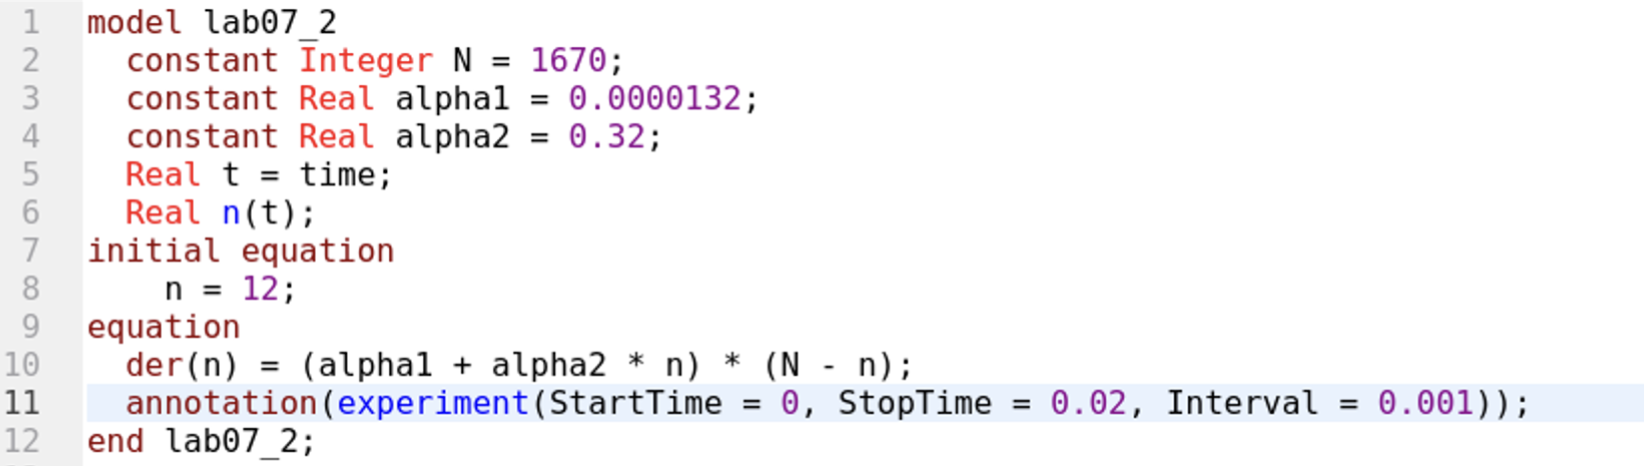 1 model lab07_2
2   constant Integer N = 1670;
3   constant Real alpha1 = 0.0000132;
4   constant Real alpha2 = 0.32;
5   Real t = time;
6   Real n(t);
7 initial equation
8     n = 12;
9 equation
10   der(n) = (alpha1 + alpha2 * n) * (N - n);
11   annotation(experiment(StartTime = 0, StopTime = 0.02, Interval = 0.001));
12 end lab07_2;